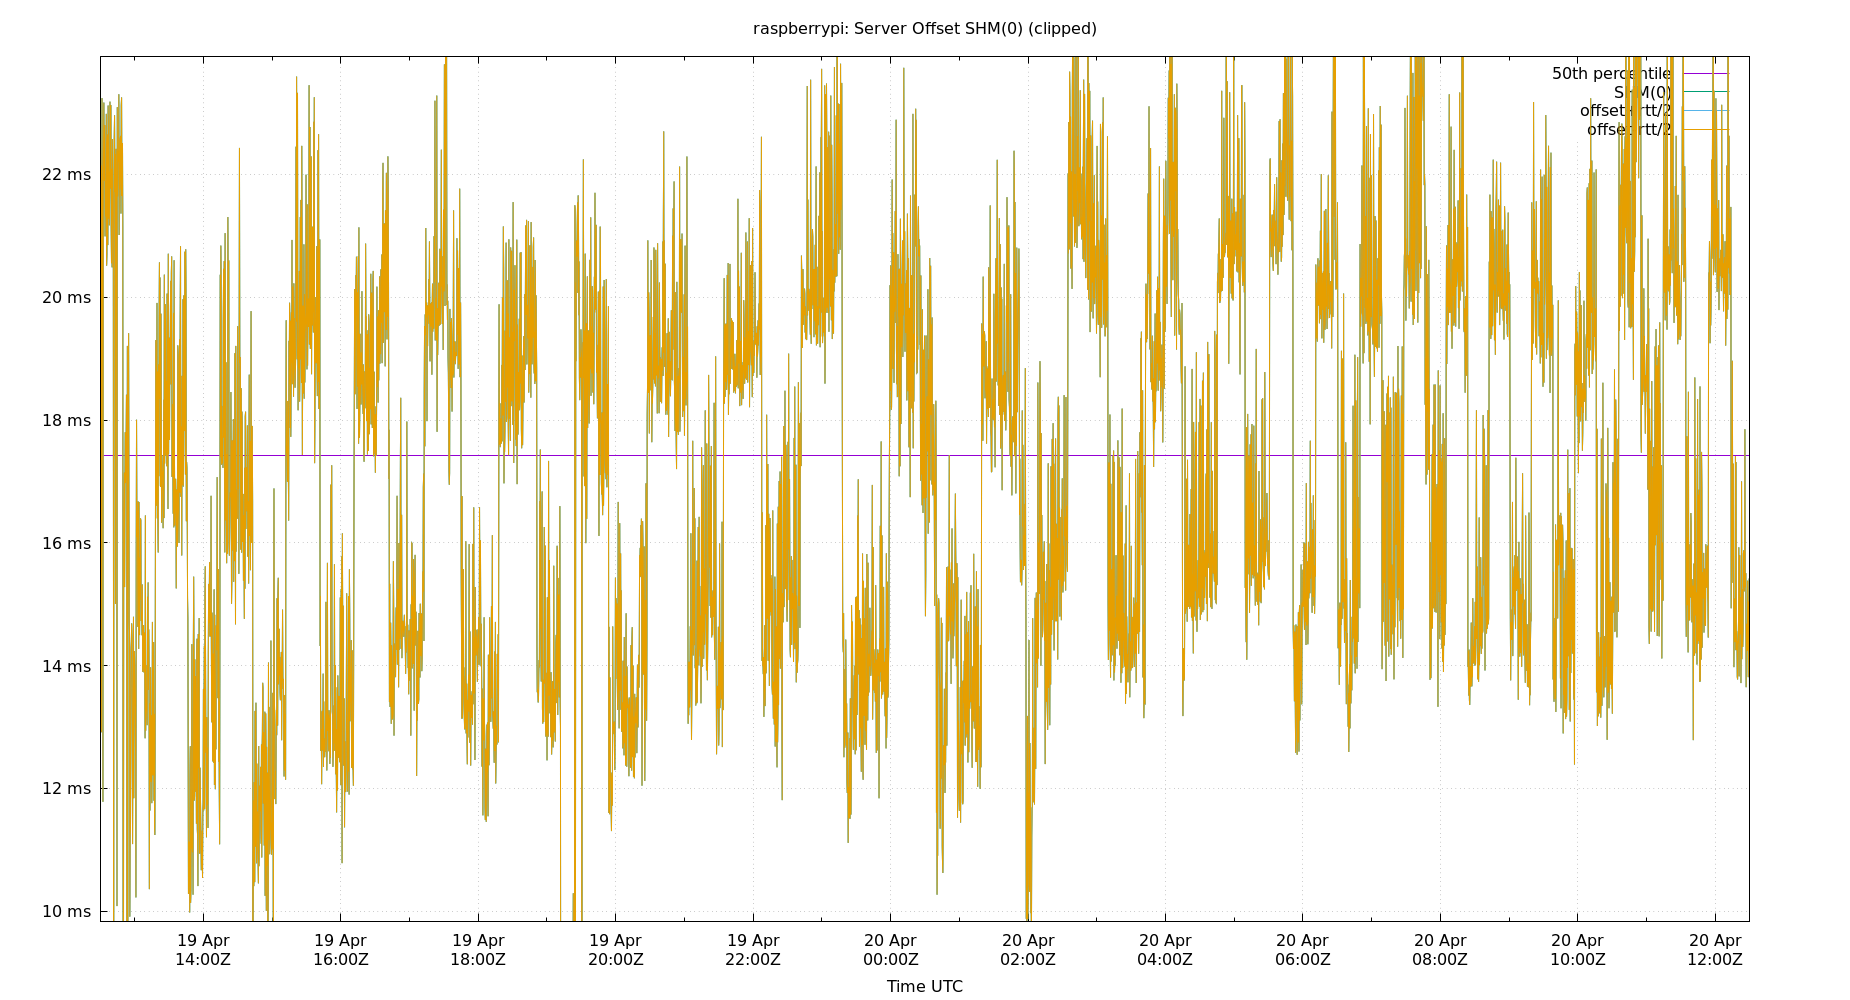 raspberrypi: Server Offset SHM(0) (clipped)
50th percentile
SHM(0)
offset+rtt/2
22 ms
20 ms
18 ms
16 ms
14 ms
12 ms
10 ms
19 Apr 19 Apr 19 Apr 19 Apr 19 Apr 20 Apr 20 Apr 20 Apr 20 Apr 20 Apr 20 Apr 20 Apr
14:00Z 16:00Z 18:00Z 20:00Z 22:00Z 00:00Z 02:00Z 04:00Z 06:00Z 08:00Z 10:00Z 12:00Z
Time UTC